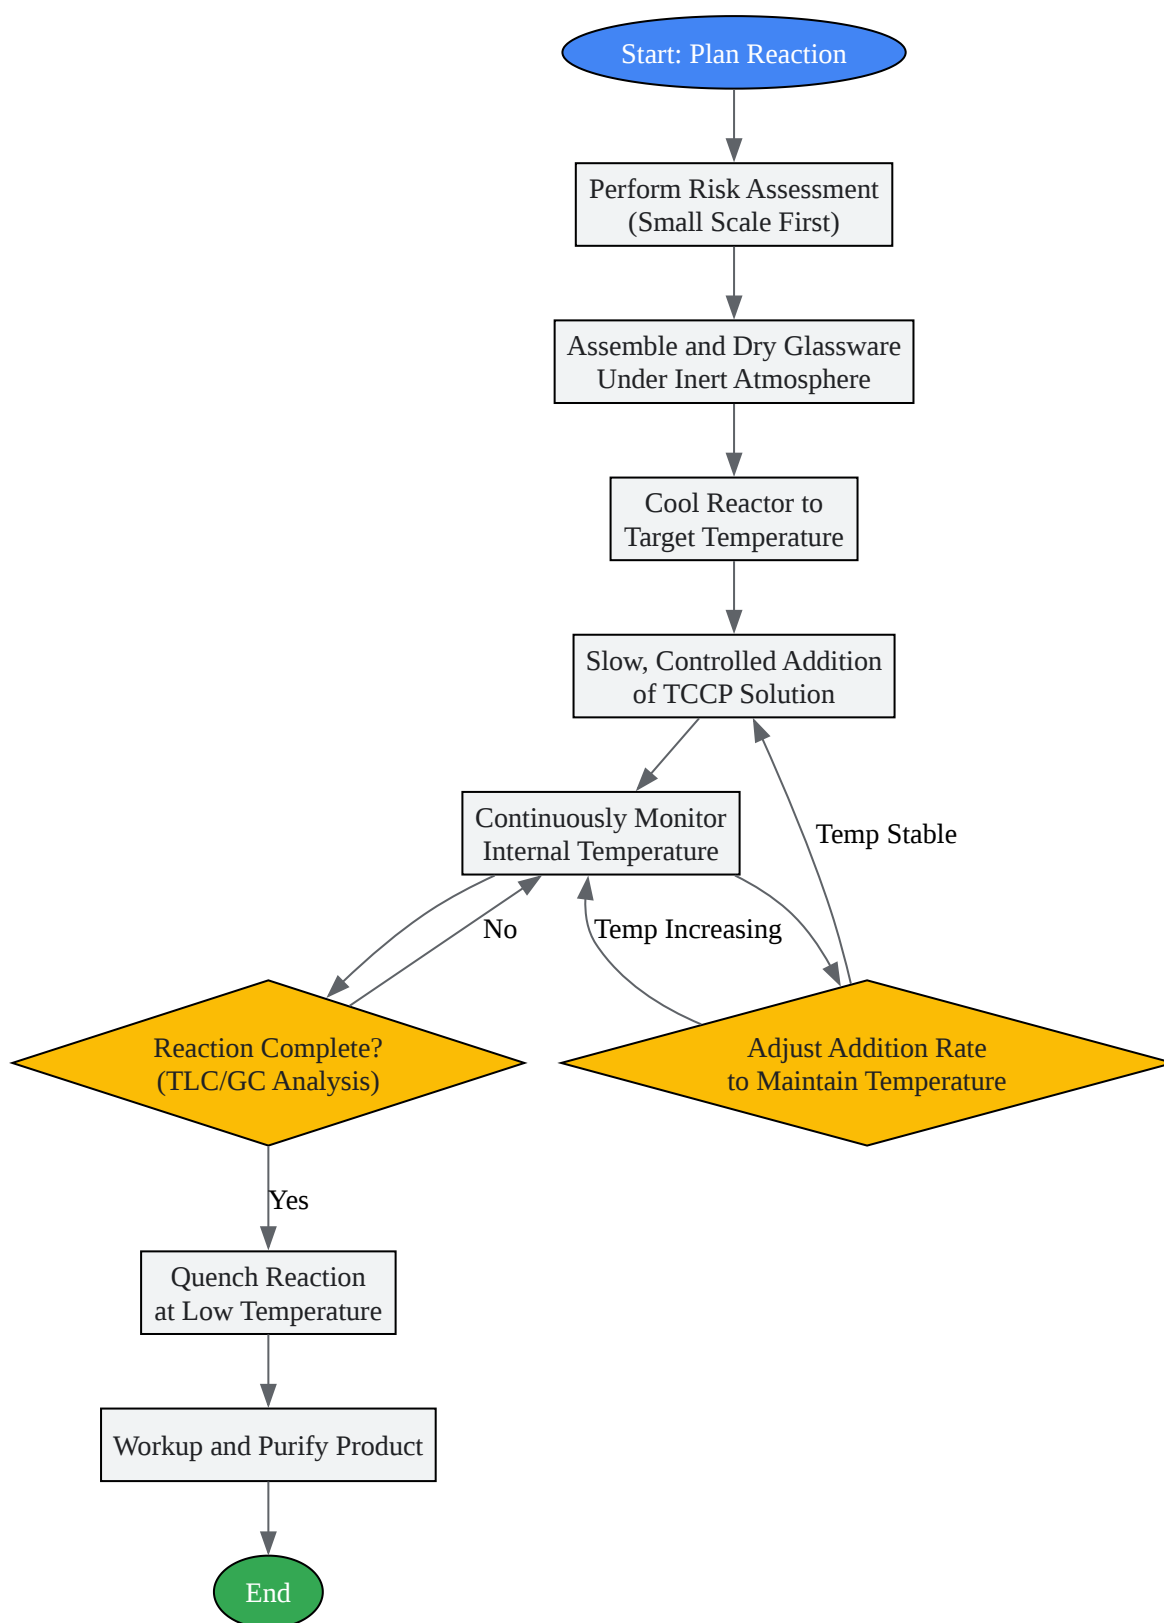 Start: Plan Reaction
Perform Risk Assessment
(Small Scale First)
Assemble and Dry Glassware
Under Inert Atmosphere
Cool Reactor to
Target Temperature
Slow, Controlled Addition
of TCCP Solution
Continuously Monitor
Internal Temperature
Temp Stable
No
Temp Increasing
Reaction Complete?
(TLC/GC Analysis)
Adjust Addition Rate
to Maintain Temperature
Yes
Quench Reaction
at Low Temperature
Workup and Purify Product
End